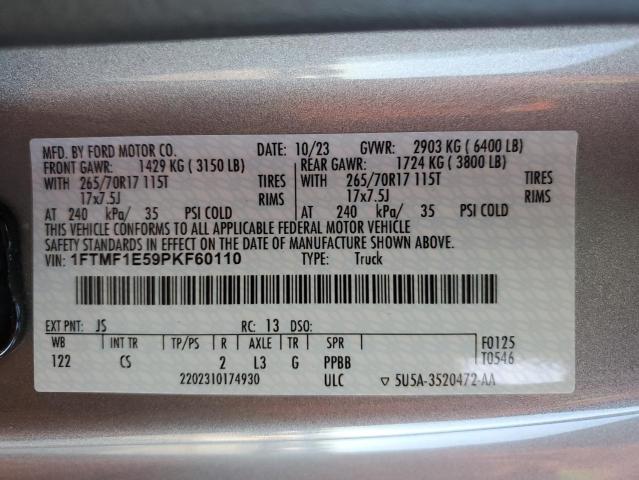 MFD. BY FORD MOTOR CO. DATE: 10/23 GVWR: 2903 KG ( 6400 LB)
FRONT GAWR: 1429 KG ( 3150 LB) REAR GAWR: 1724 KG ( 3800 LB)
WITH 265/70R17 115T TIRES WITH 265/70R17 115T TIRES
17x7.5J RIMS 17x7.5J RIMS
AT 240 kPa/ 35 PSI COLD AT 240 kPa/ 35 PSI COLD
THIS VEHICLE CONFORMS TO ALL APPLICABLE FEDERAL MOTOR VEHICLE
SAFETY STANDARDS IN EFFECT ON THE DATE OF MANUFACTURE SHOWN ABOVE.
VIN: 1FTMF1E59PKF60110 TYPE: Truck
EXT PNT: JS RC: 13 DSO:
WB INT TR TP/PS R AXLE TR SPR F0125
122 CS 2 L3 G PPBB T0546
2202310174930 ULC ▽ 5U5A-3520472-AA